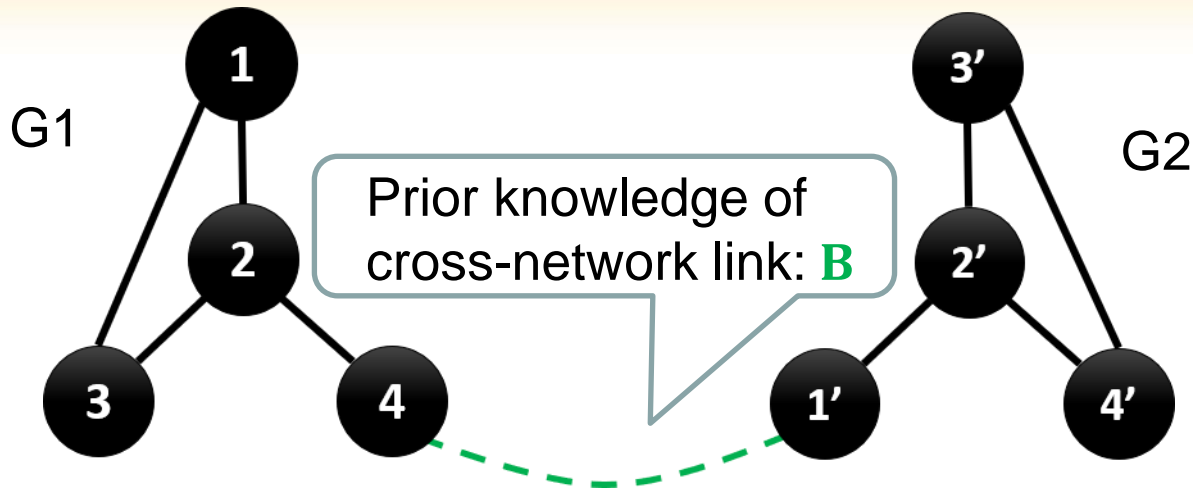 G1
1
2
3
4
Prior knowledge of
cross-network link: B
3’
G2
2’
1’
4’